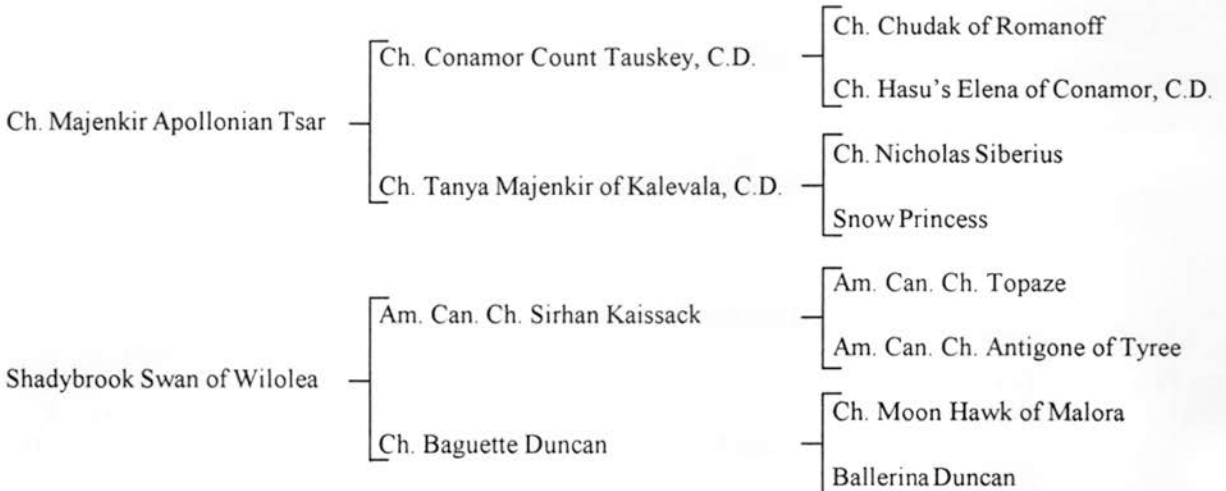 Ch. Chudak of Romanoff
Ch. Conamor Count Tauskey, C.D.
Ch. Hasu's Elena of Conamor, C.D.
Ch. Majenkir Apollonian Tsar
Ch. Nicholas Siberius
Ch. Tanya Majenkir of Kalevala, C.D.
Snow Princess
Am. Can. Ch. Topaze
Am. Can. Ch. Sirhan Kaissack
Am. Can. Ch. Antigone of Tyree
Shadybrook Swan of Wilolea
Ch. Moon Hawk of Malora
Ch. Baguette Duncan
Ballerina Duncan